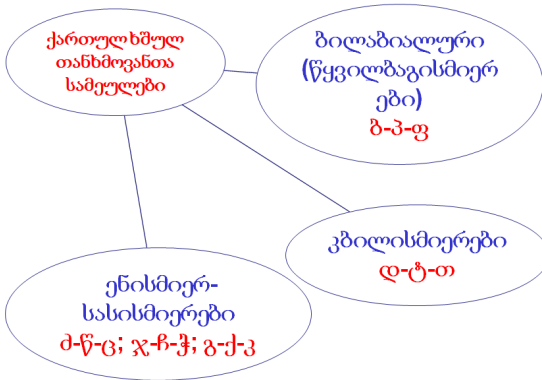 ქართულ ხშულ
თანხმოვანთა
სამეულები
ბილაბიალური
(წყვილბაგისმიერ
ები)
ბ-პ-ფ
კბილისმიერები
დ-ტ-თ
ენისმიერ-
სასისმიერები
ძ-წ-ც; ჯ-ჩ-ჭ; გ-ქ-კ